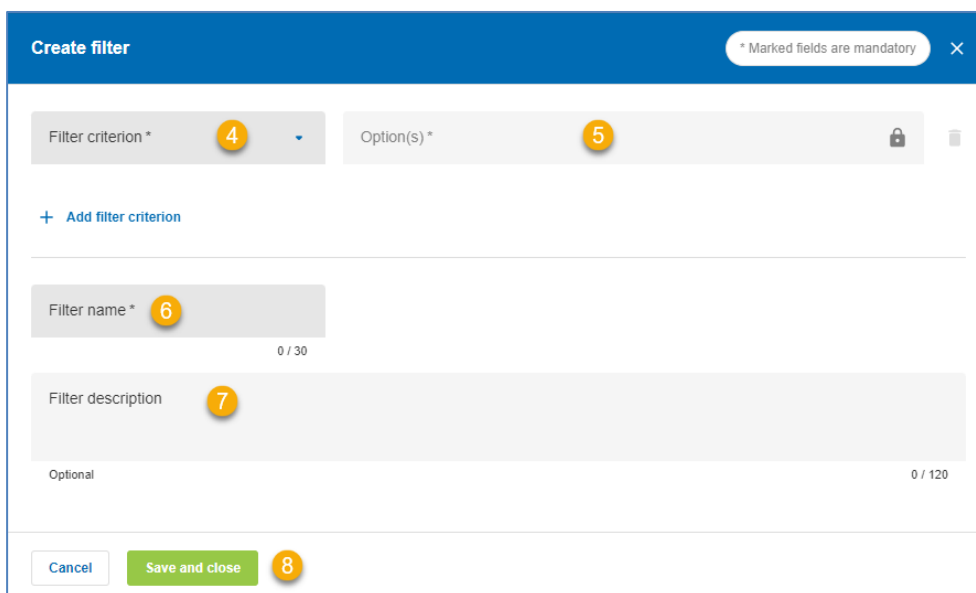 Create filter
* Marked fields are mandatory
Filter criterion *
4
Option(s) *
5
+ Add filter criterion
Filter name *
6
0 / 30
Filter description
7
Optional
0 / 120
Cancel
Save and close
8